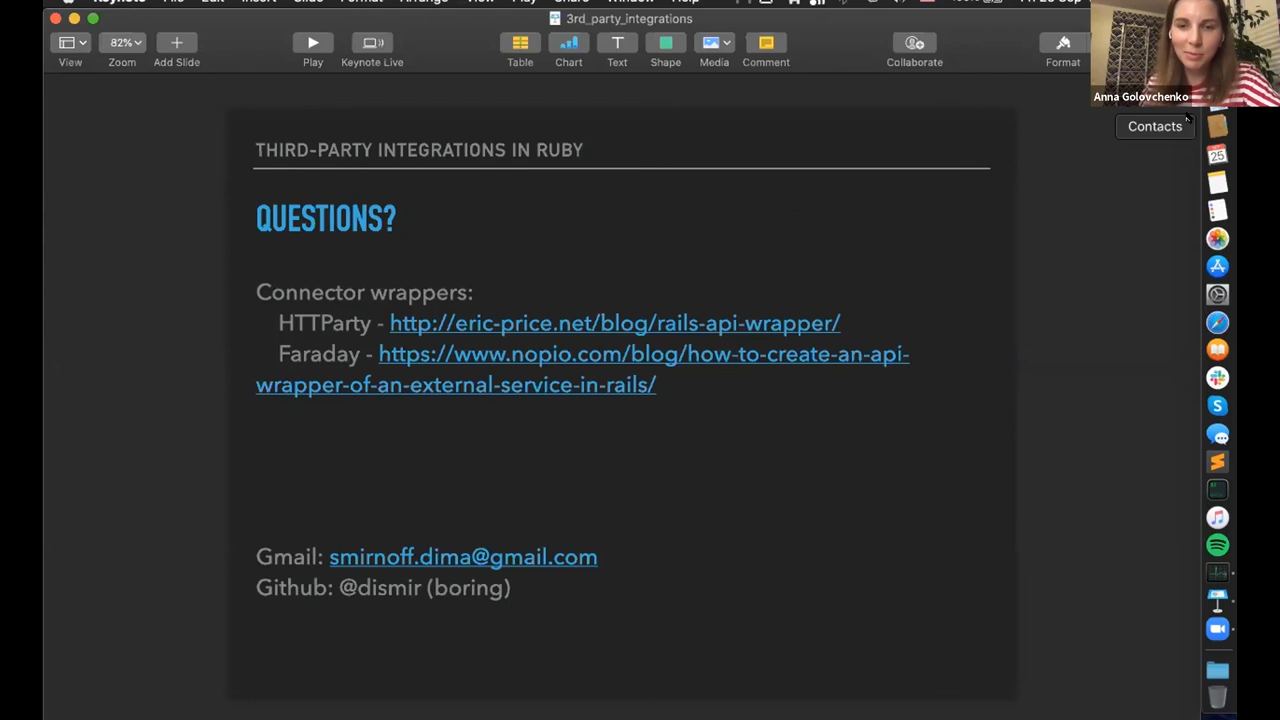 3rd_party_integrations
82%
View
Zoom
Add Slide
Play
Keynote Live
Table
Chart
Text
Shape
Media
Comment
Collaborate
Format
Anna Golovchenko
Contacts
25
THIRD-PARTY INTEGRATIONS IN RUBY
QUESTIONS?
Connector wrappers:
HTTParty - http://eric-price.net/blog/rails-api-wrapper/
Faraday - https://www.nopio.com/blog/how-to-create-an-api-
wrapper-of-an-external-service-in-rails/
Gmail: smirnoff.dima@gmail.com
Github: @dismir (boring)